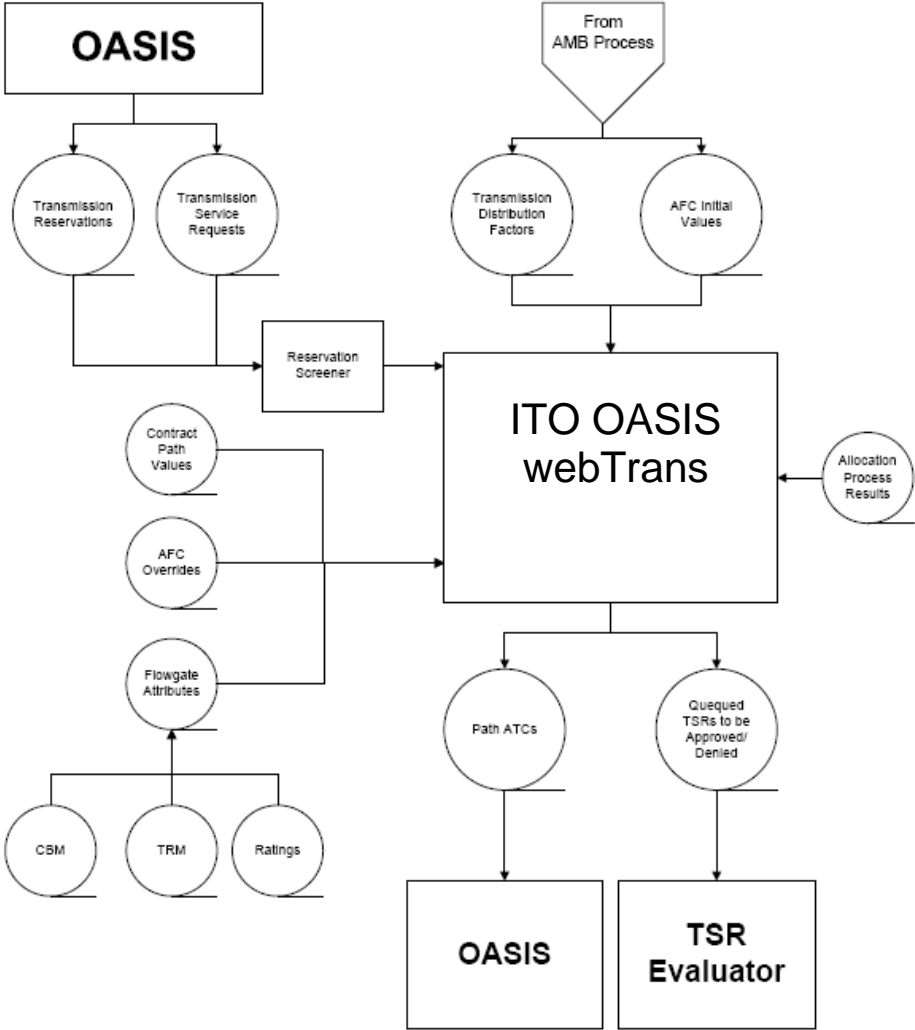 OASIS
From
AMB Process
Transmission
Reservations
Transmission
Service
Requests
Transmission
Distribution
Factors
AFC Initial
Values
Reservation
Screener
ITO OASIS
webTrans
Contract
Path
Values
Allocation
Process
Results
AFC
Overrides
Flowgate
Attributes
Path ATCs
Quequed
TSRs to be
Approved/
Denied
CBM
TRM
Ratings
OASIS
TSR
Evaluator